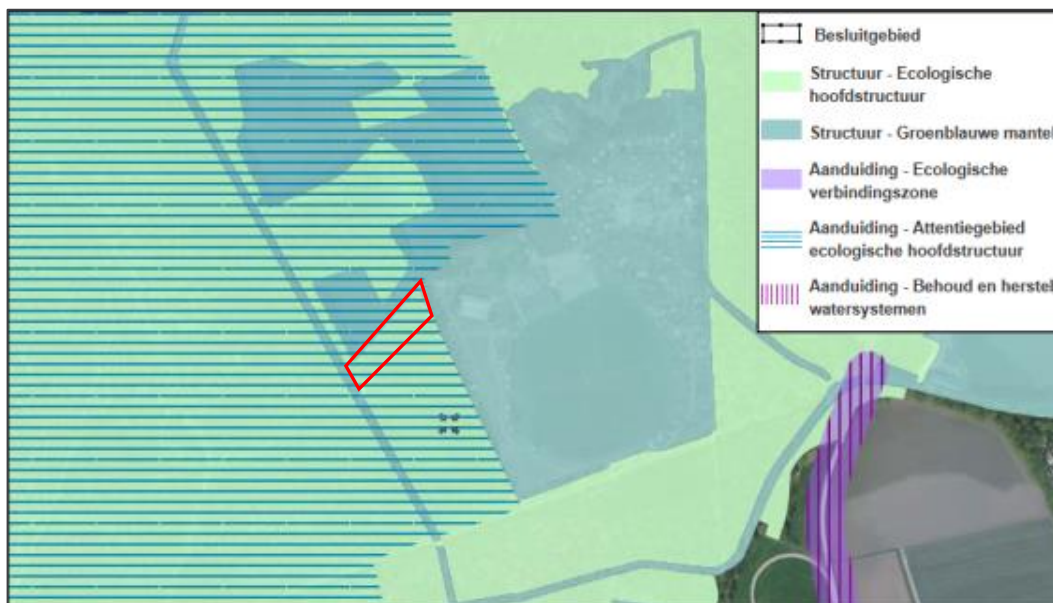 Besluitgebied
Structuur - Ecologische
hoofdstructuur
Structuur - Groenblauwe mantel
Aanduiding - Ecologische
verbindingszone
Aanduiding - Attentiegebied
ecologische hoofdstructuur
Aanduiding - Behoud en herstel
watersystemen